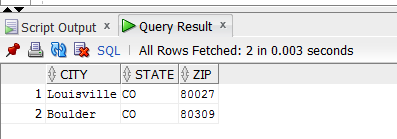 Script Output x Query Result x
SQL | All Rows Fetched: 2 in 0.003 seconds
CITY STATE ZIP
1 Louisville CO 80027
2 Boulder CO 80309